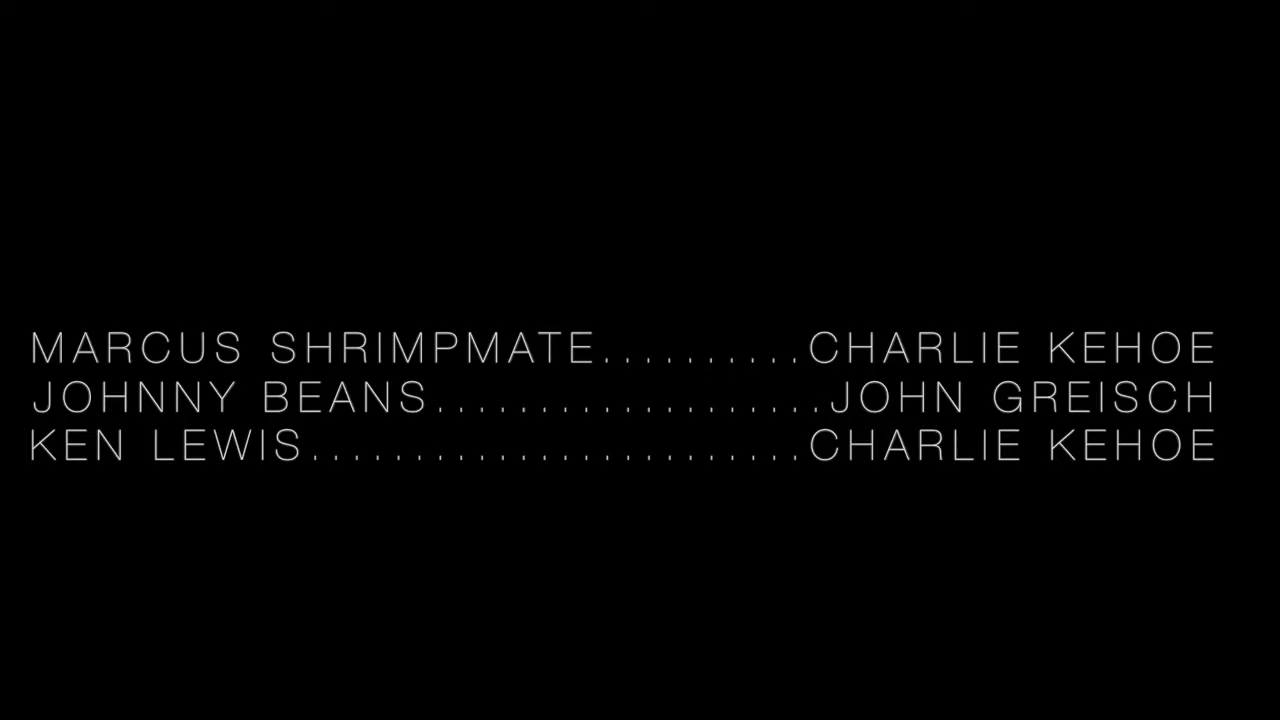 MARCUS SHRIMPMATE..........CHARLIE KEHOE
JOHNNY BEANS...................JOHN GREISCH
KEN LEWIS........................CHARLIE KEHOE